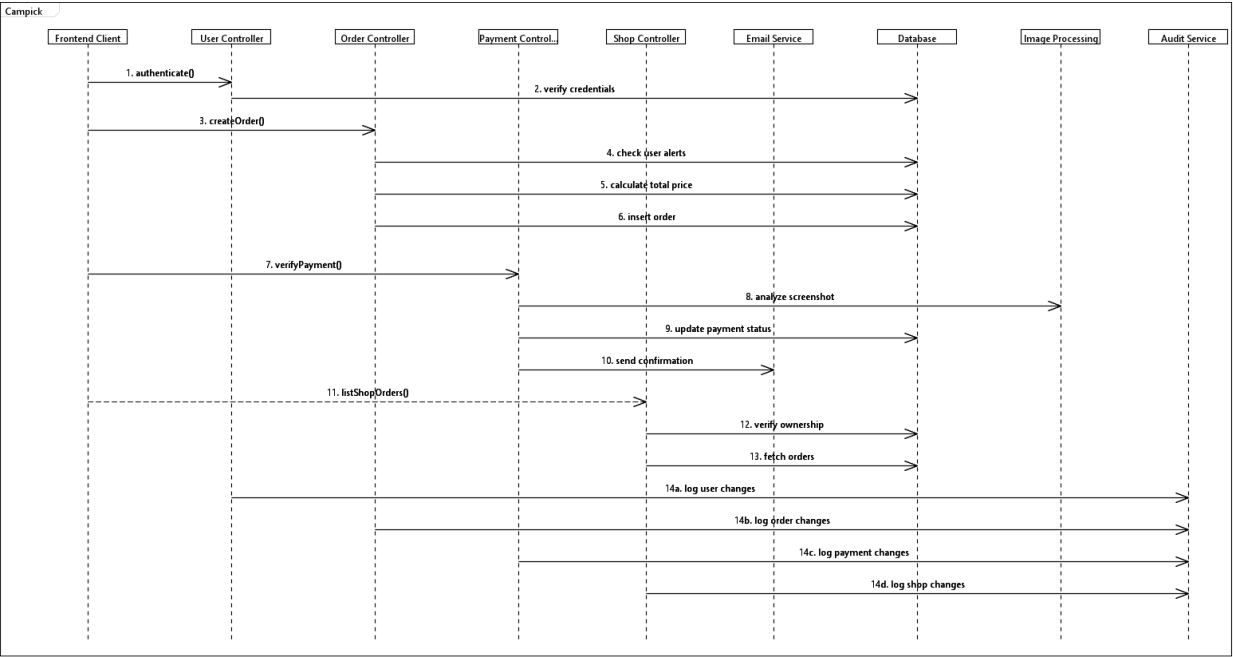 Campick
Frontend Client
User Controller
Order Controller
Payment Control...
Shop Controller
Email Service
Database
Image Processing
Audit Service
1. authenticate()
2. verify credentials
3. createOrder()
4. check user alerts
5. calculate total price
6. insert order
7. verifyPayment()
8. analyze screenshot
9. update payment status
10. send confirmation
11. listShopOrders()
12. verify ownership
13. fetch orders
14a. log user changes
14b. log order changes
14c. log payment changes
14d. log shop changes